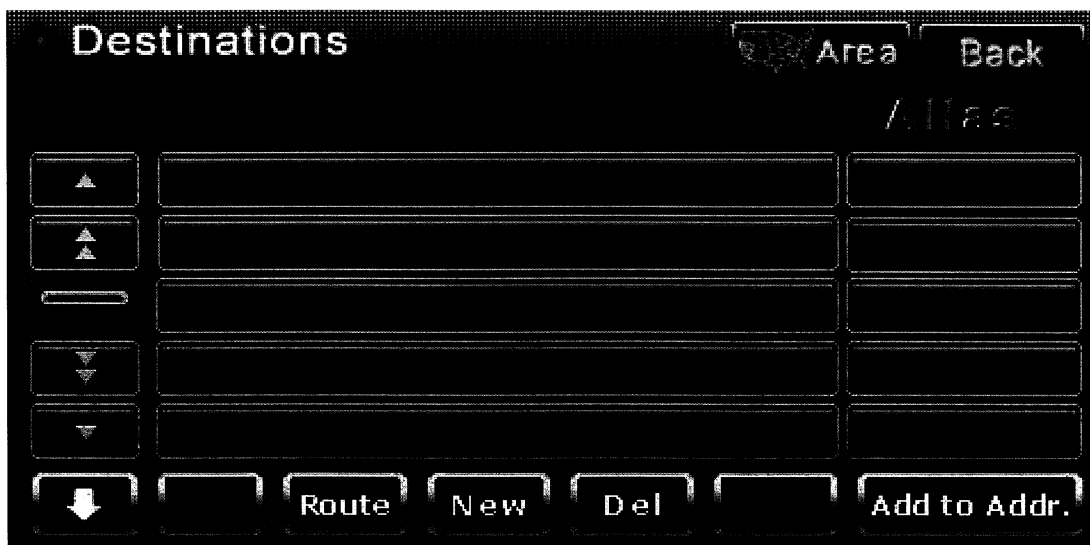 Destinations
Area
Back
Alias
Route
New
Del
Add to Addr.